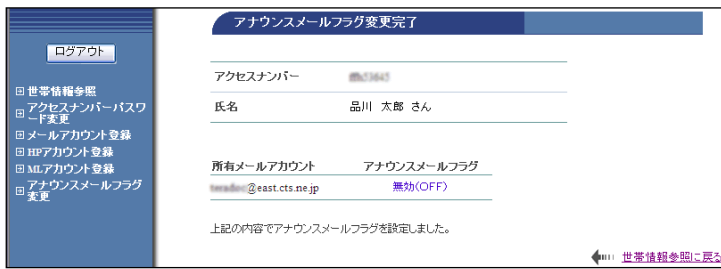 アナウンスメールフラグ変更完了
ログアウト
世帯情報参照
アクセスナンバーパスワ
ード変更
メールアカウント登録
HPアカウント登録
MLアカウント登録
アナウンスメールフラグ
変更
アクセスナンバー
氏名 品川 太郎 さん
所有メールアカウント アナウンスメールフラグ
@east.cts.ne.jp 無効(OFF)
上記の内容でアナウンスメールフラグを設定しました。
世帯情報参照に戻る